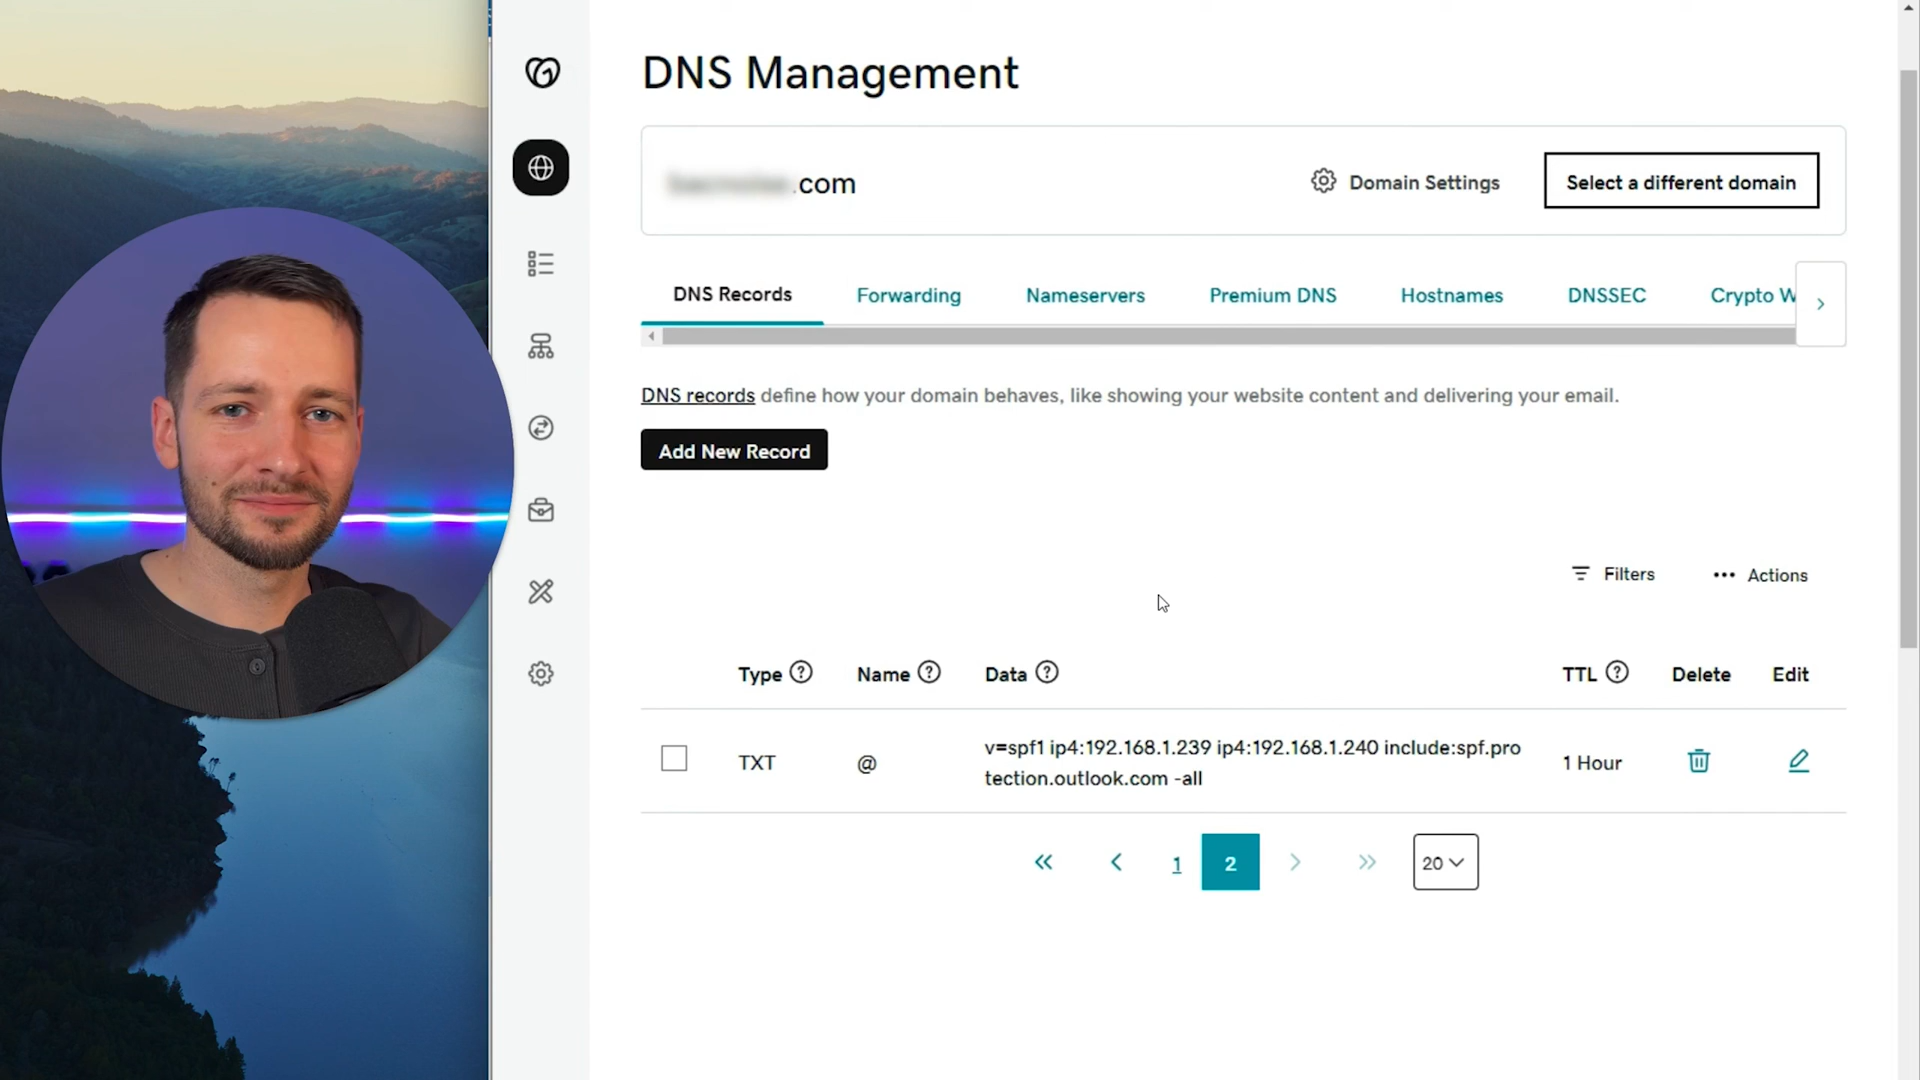 DNS Management
.com
Domain Settings
Select a different domain
DNS Records
Forwarding
Nameservers
Premium DNS
Hostnames
DNSSEC
Crypto W
DNS records define how your domain behaves, like showing your website content and delivering your email.
Add New Record
Filters
Actions
Type
Name
Data
TTL
Delete
Edit
TXT
@
v=spf1 ip4:192.168.1.239 ip4:192.168.1.240 include:spf.pro
tection.outlook.com -all
1 Hour
1
2
20